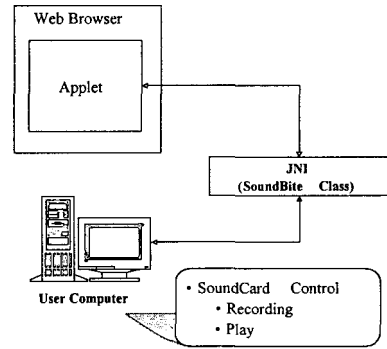 Web Browser
Applet
JNI
(SoundBite Class)
User Computer
• SoundCard Control
• Recording
• Play